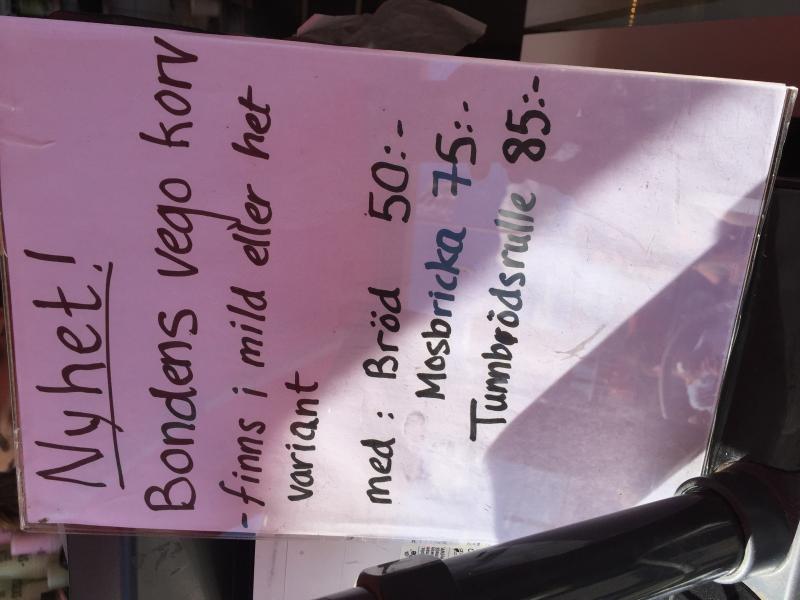 Nyhet!
Bondens vego korv
-finns i mild eller het
variant
med: Bröd 50:-
Mosbricka 75:-
Tunnbrödsrulle 85:-